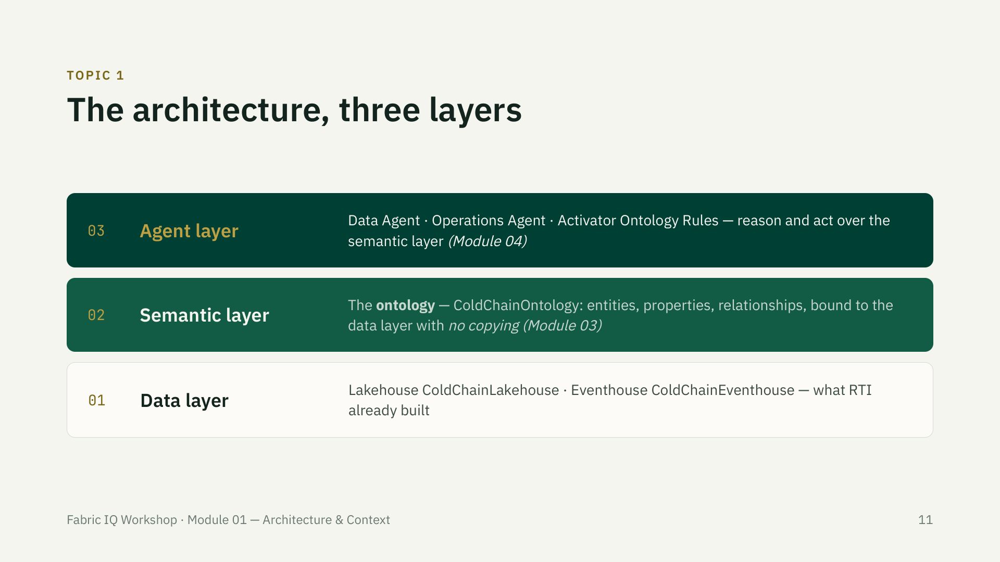 TOPIC 1
The architecture, three layers
03
Agent layer
Data Agent · Operations Agent · Activator Ontology Rules — reason and act over the
semantic layer (Module 04)
02
Semantic layer
The ontology — ColdChainOntology: entities, properties, relationships, bound to the
data layer with no copying (Module 03)
01
Data layer
Lakehouse ColdChainLakehouse · Eventhouse ColdChainEventhouse — what RTI
already built
Fabric IQ Workshop · Module 01 — Architecture & Context
11